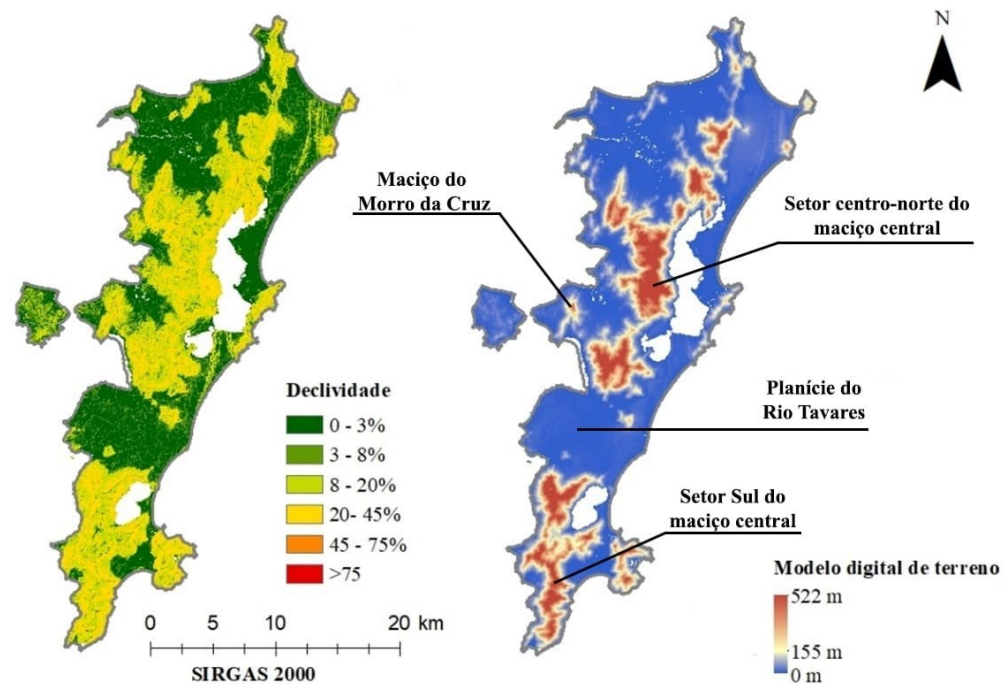 N
Maciço do
Morro da Cruz
Setor centro-norte do
maciço central
Planície do
Rio Tavares
Setor Sul do
maciço central
Declividade
0 - 3%
3 - 8%
8 - 20%
20- 45%
45 - 75%
>75
0 5 10 20 km
SIRGAS 2000
Modelo digital de terreno
522 m
155 m
0 m